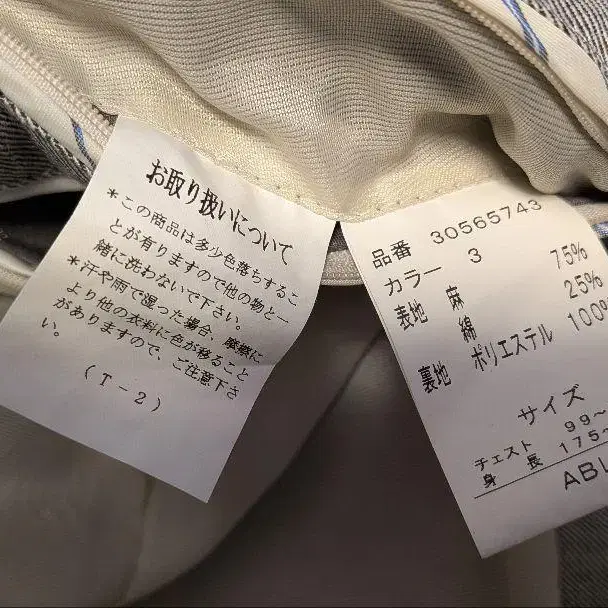 お取り扱いについて
＊この商品は多少色落ちするこ
とが有りますので他の物と一
緒に洗わないで下さい。
＊汗や雨で湿った場合、摩擦に
より他の衣料に色が移ること
がありますので、ご注意下さ
い。
(T-2)
品番 30565743
カラー 3
表地 麻 75%
綿 25%
裏地 ポリエステル 100%
サイズ
チェスト 99~
身長 175~